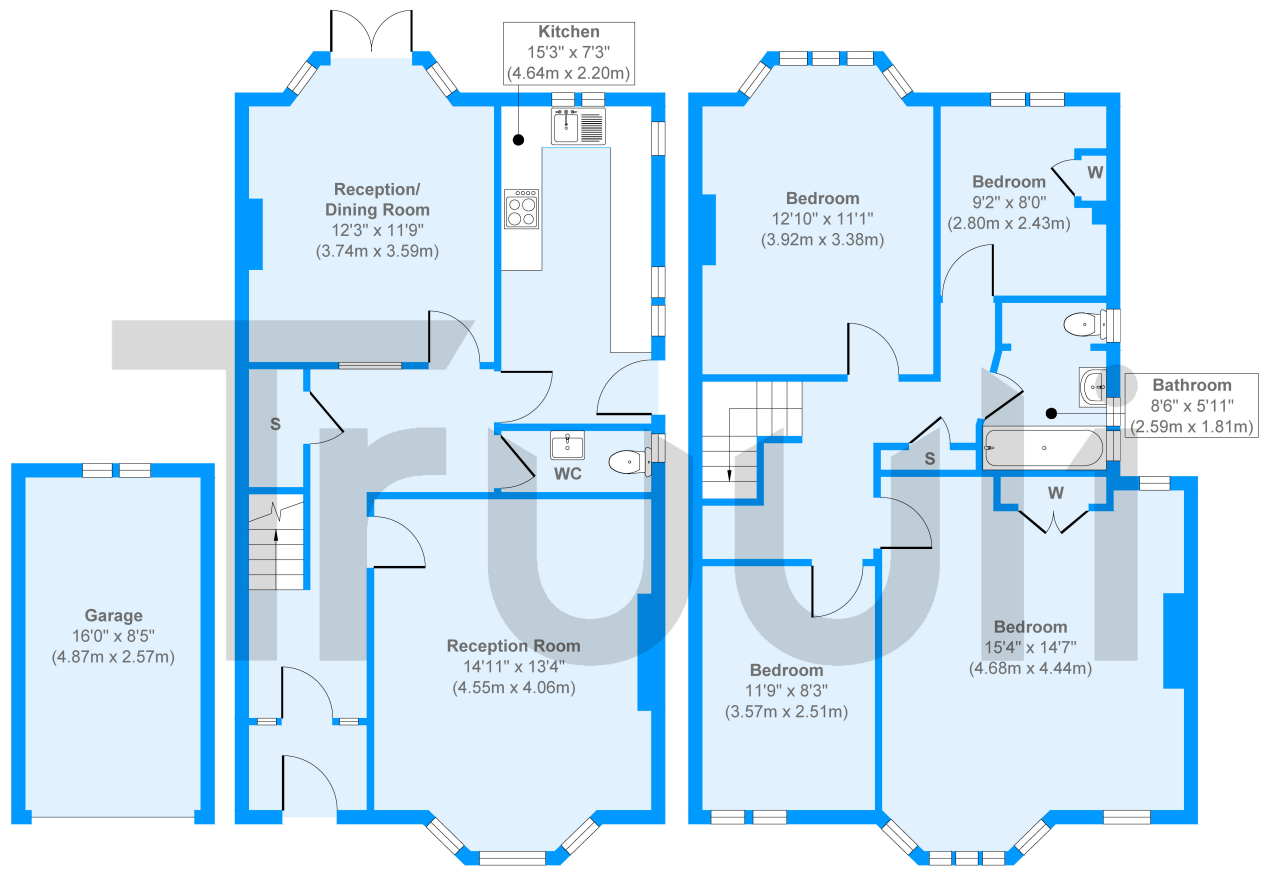 Kitchen
15'3" x 7'3"
(4.64m x 2.20m)
Reception/
Dining Room
12'3" x 11'9"
(3.74m x 3.59m)
S
WC
Reception Room
14'11" x 13'4"
(4.55m x 4.06m)
Garage
16'0" x 8'5"
(4.87m x 2.57m)
Bedroom
12'10" x 11'1"
(3.92m x 3.38m)
Bedroom
9'2" x 8'0"
(2.80m x 2.43m)
W
Bathroom
8'6" x 5'11"
(2.59m x 1.81m)
S
W
Bedroom
15'4" x 14'7"
(4.68m x 4.44m)
Bedroom
11'9" x 8'3"
(3.57m x 2.51m)
Truuli